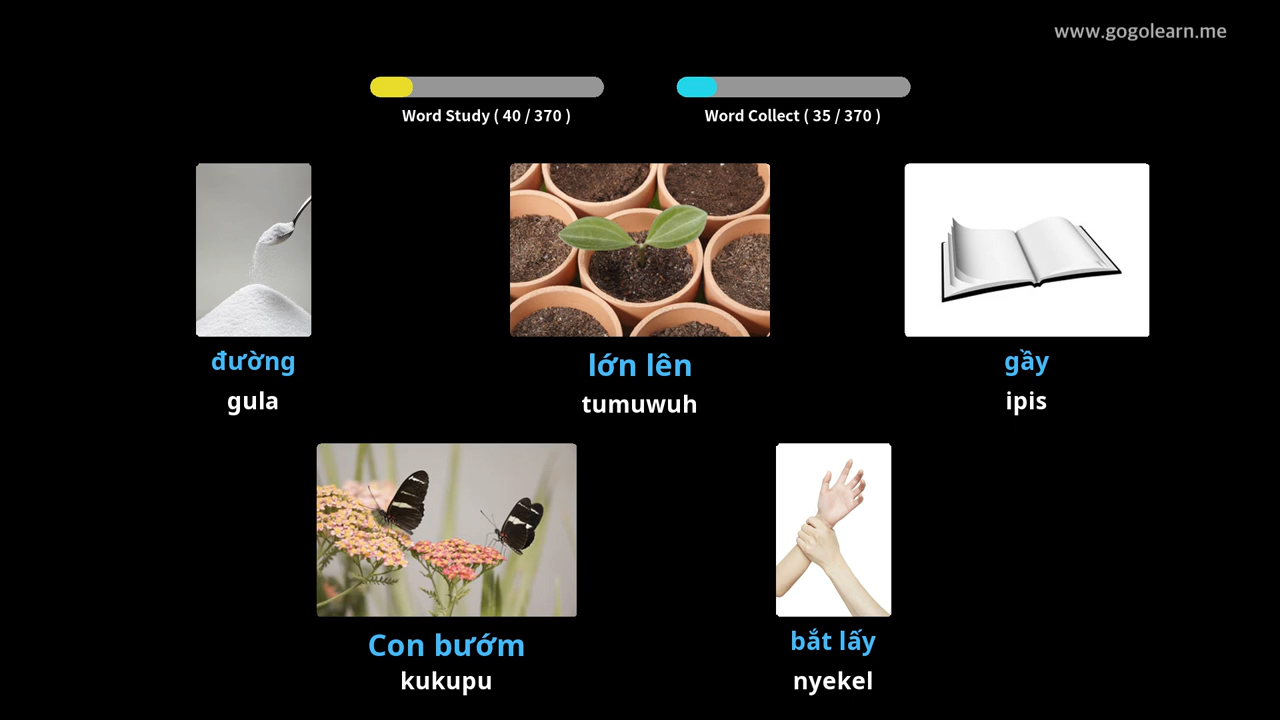 www.gogolearn.me
Word Study ( 40 / 370 )
Word Collect ( 35 / 370 )
đường
gula
lớn lên
tumuwuh
gầy
ipis
Con bướm
kukupu
bắt lấy
nyekel